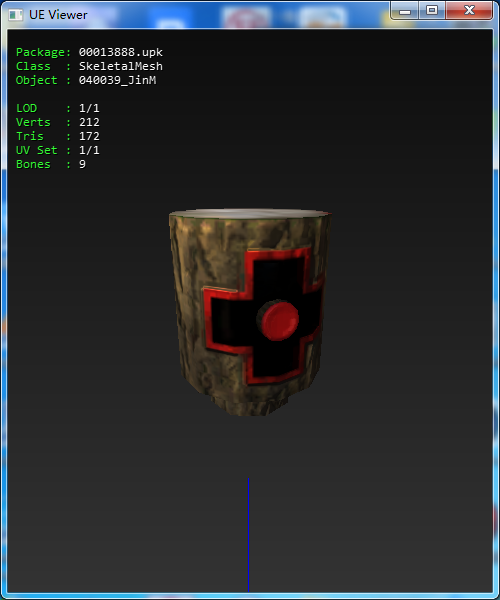 UE Viewer
Package: 00013888.upk
Class : SkeletalMesh
Object : 040039_JinM
LOD : 1/1
Verts : 212
Tris : 172
UV Set : 1/1
Bones : 9